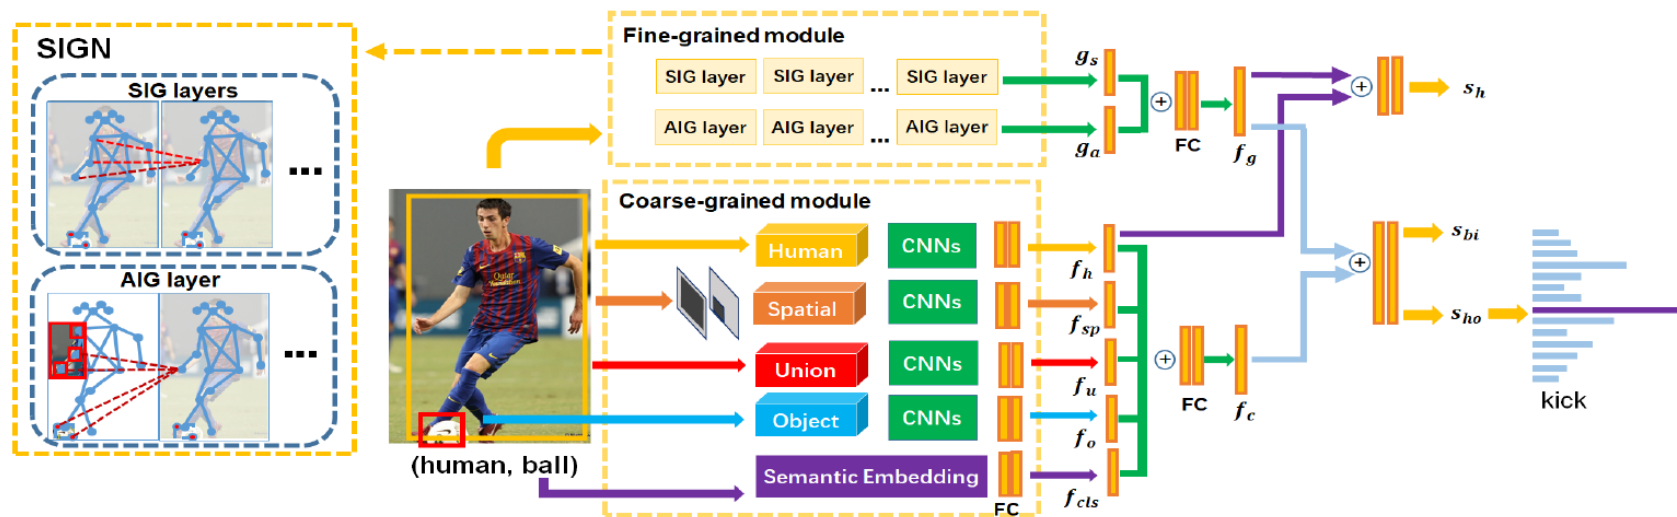 SIGN
SIG layers
...
AIG layer
...
Fine-grained module
SIG layer SIG layer ... SIG layer
AIG layer AIG layer ... AIG layer
g_s
g_a
FC
f_g
s_h
Coarse-grained module
Human CNNs
f_h
Spatial CNNs
f_sp
Union CNNs
f_u
Object CNNs
f_o
Semantic Embedding
FC
f_cls
FC
f_c
s_bi
s_ho
kick
Qatar
Foundation
(human, ball)